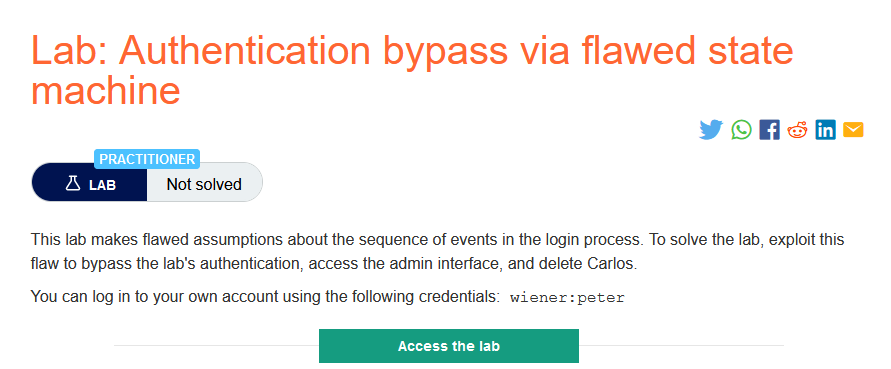 Lab: Authentication bypass via flawed state
machine
PRACTITIONER
LAB Not solved
This lab makes flawed assumptions about the sequence of events in the login process. To solve the lab, exploit this
flaw to bypass the lab's authentication, access the admin interface, and delete Carlos.
You can log in to your own account using the following credentials: wiener:peter
Access the lab